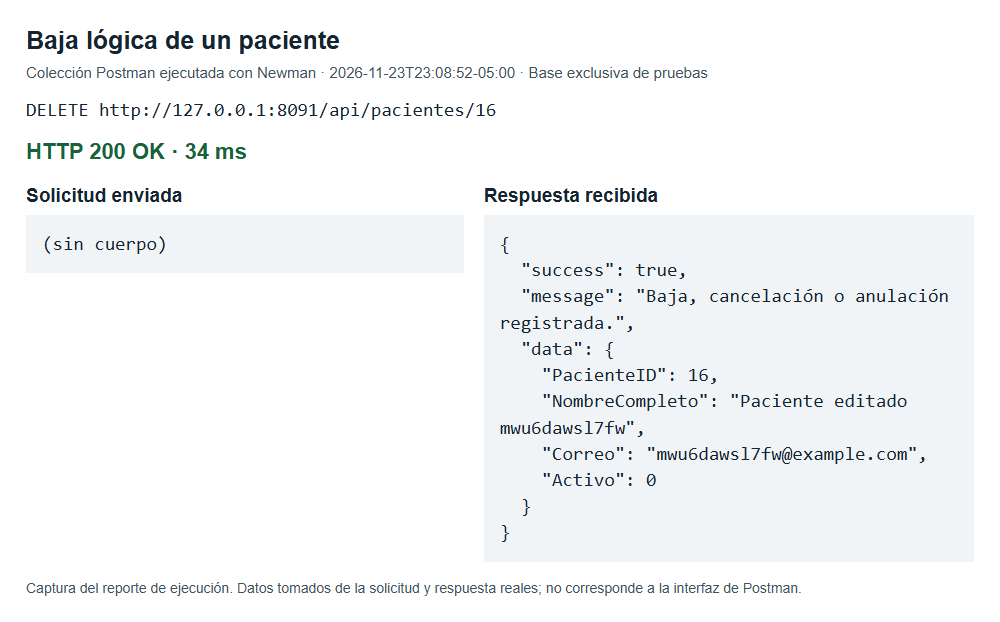 Baja lógica de un paciente
Colección Postman ejecutada con Newman · 2026-11-23T23:08:52-05:00 · Base exclusiva de pruebas
DELETE http://127.0.0.1:8091/api/pacientes/16
HTTP 200 OK · 34 ms
Solicitud enviada
(sin cuerpo)
Respuesta recibida
{
  "success": true,
  "message": "Baja, cancelación o anulación
registrada.",
  "data": {
    "PacienteID": 16,
    "NombreCompleto": "Paciente editado
mwu6dawsl7fw",
    "Correo": "mwu6dawsl7fw@example.com",
    "Activo": 0
  }
}
Captura del reporte de ejecución. Datos tomados de la solicitud y respuesta reales; no corresponde a la interfaz de Postman.